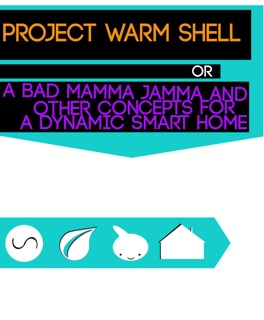 PROJECT WARM SHELL
OR
A BAD MAMMA JAMMA AND
OTHER CONCEPTS FOR
A DYNAMIC SMART HOME